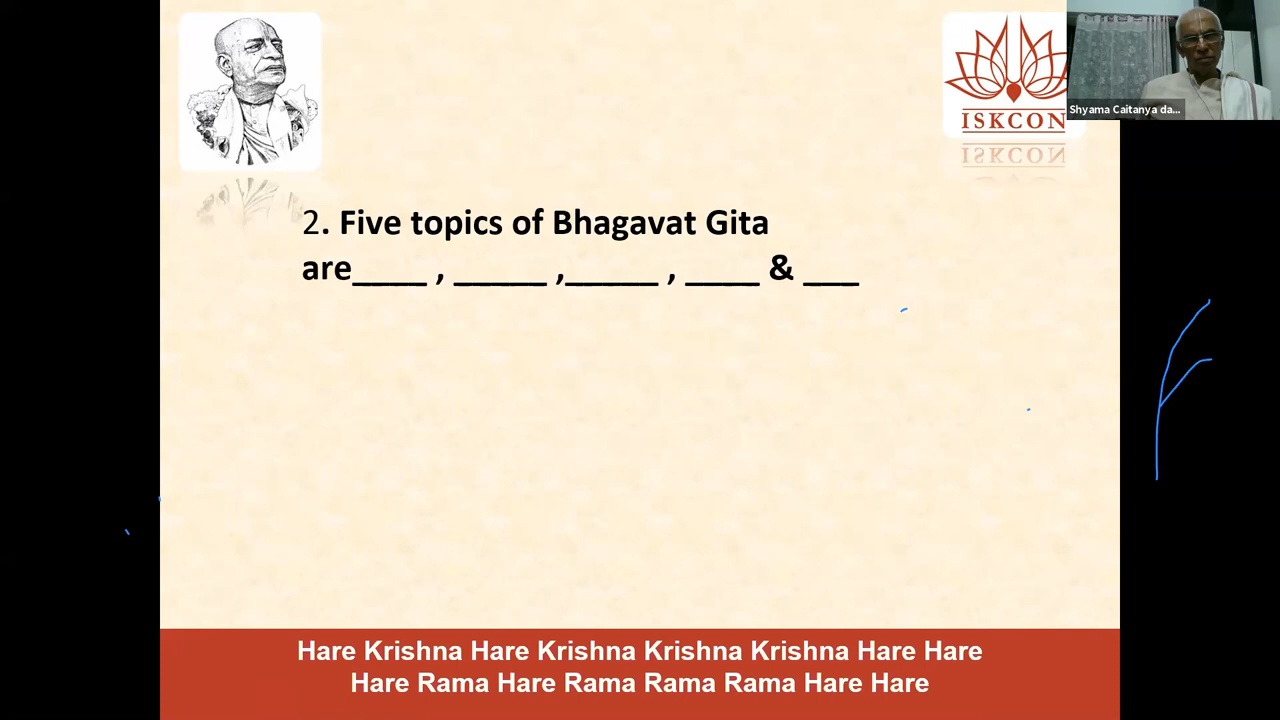 ISKCON
Shyama Caitanya da...
2. Five topics of Bhagavat Gita
are____ , _____ ,_____ , ____ & ___
Hare Krishna Hare Krishna Krishna Krishna Hare Hare
Hare Rama Hare Rama Rama Rama Hare Hare